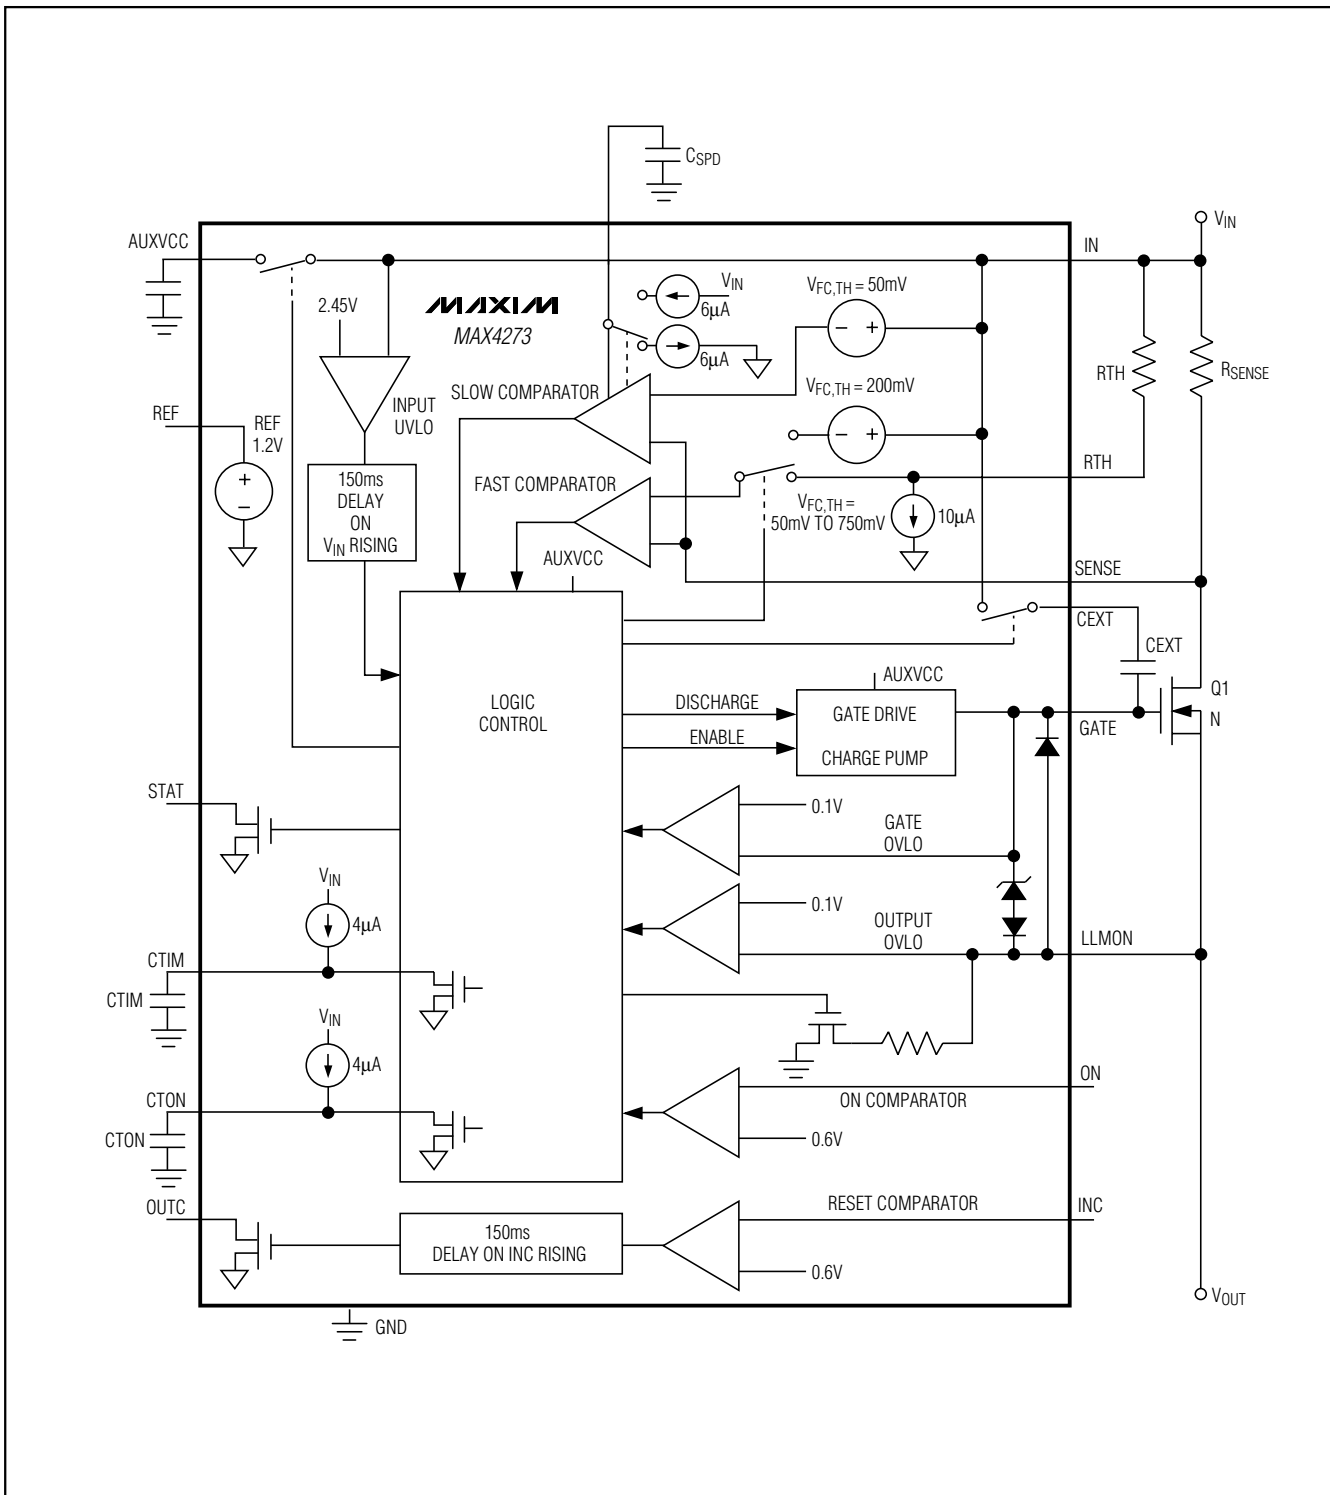 CSPD
VIN
AUXVCC
IN
VIN
VFC,TH = 50mV
2.45V
MAXIM
MAX4273
6µA
6µA
RTH
RSENSE
SLOW COMPARATOR
VFC,TH = 200mV
REF
REF
1.2V
INPUT
UVLO
+
−
− +
− +
RTH
150ms
DELAY
ON
VIN RISING
FAST COMPARATOR
VFC,TH =
50mV TO 750mV
10µA
AUXVCC
SENSE
CEXT
CEXT
AUXVCC
Q1
N
LOGIC
CONTROL
DISCHARGE
GATE DRIVE
GATE
ENABLE
CHARGE PUMP
STAT
0.1V
GATE
OVLO
VIN
4µA
0.1V
OUTPUT
OVLO
LLMON
CTIM
CTIM
VIN
4µA
ON
ON COMPARATOR
CTON
CTON
0.6V
OUTC
RESET COMPARATOR
INC
150ms
DELAY ON INC RISING
0.6V
VOUT
GND